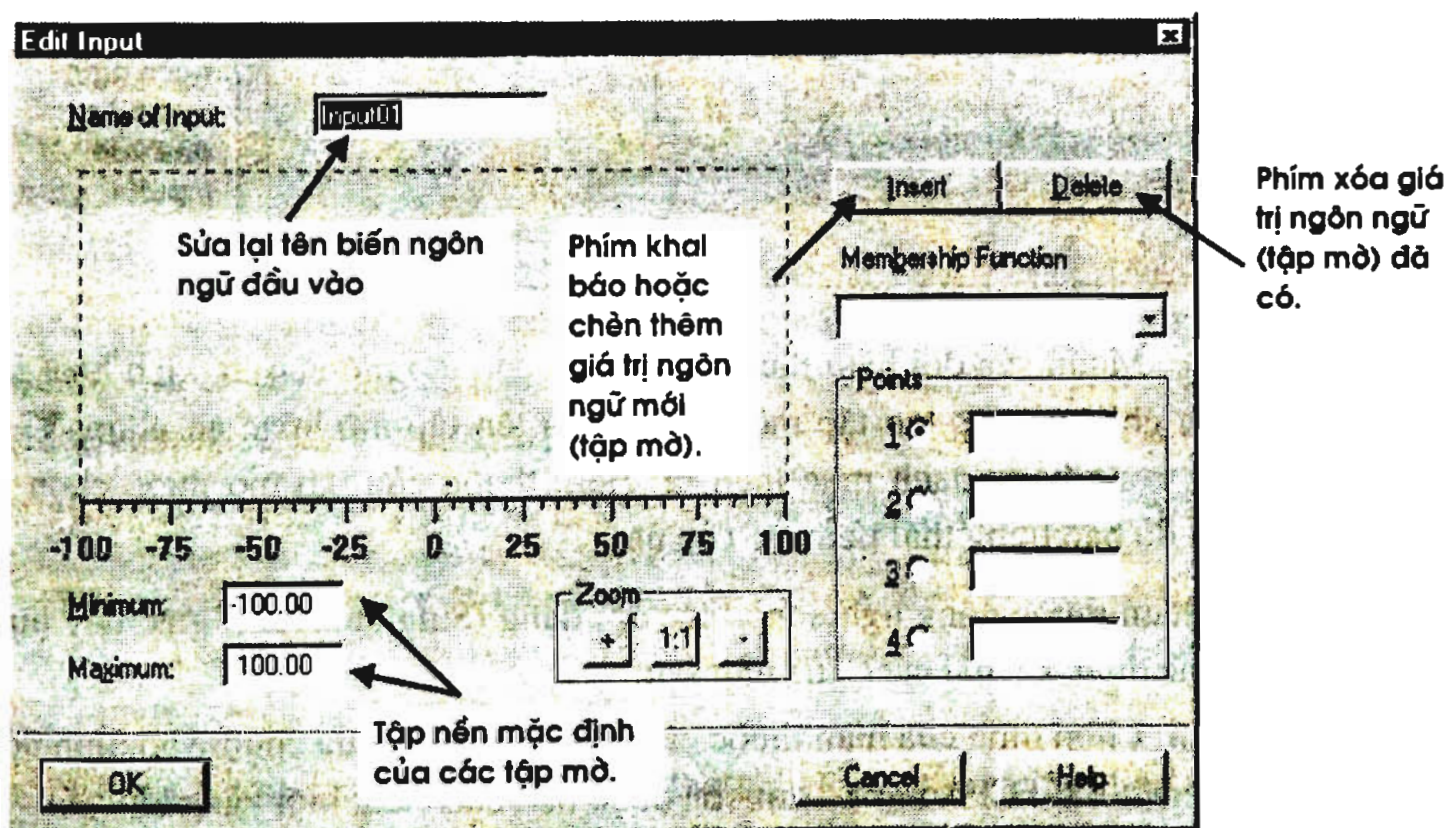 Edit Input
Name of Input:
Input01
Insert
Delete
Phím xóa giá
trị ngôn ngữ
(tập mờ) đã
có.
Sửa lại tên biến ngôn
ngữ đầu vào
Phím khai
báo hoặc
chèn thêm
giá trị ngôn
ngữ mới
(tập mờ).
Membership Function
Points
1
2
3
4
-100 -75 -50 -25 0 25 50 75 100
Minimum: -100.00
Maximum: 100.00
Zoom
+ 1:1 -
Tập nền mặc định
của các tập mờ.
OK
Cancel
Help